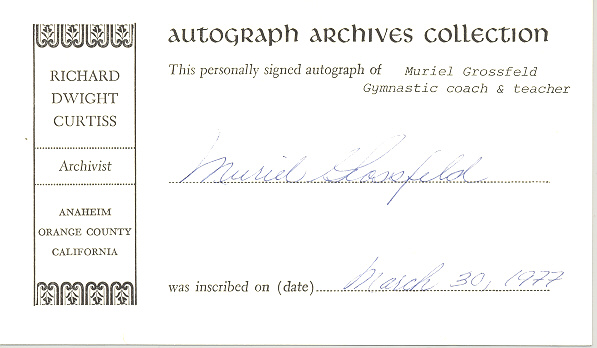 autograph archives collection
RICHARD
DWIGHT
CURTISS
Archivist
ANAHEIM
ORANGE COUNTY
CALIFORNIA
This personally signed autograph of Muriel Grossfeld
Gymnastic coach & teacher
Muriel Grossfeld
was inscribed on (date) March 30, 1977